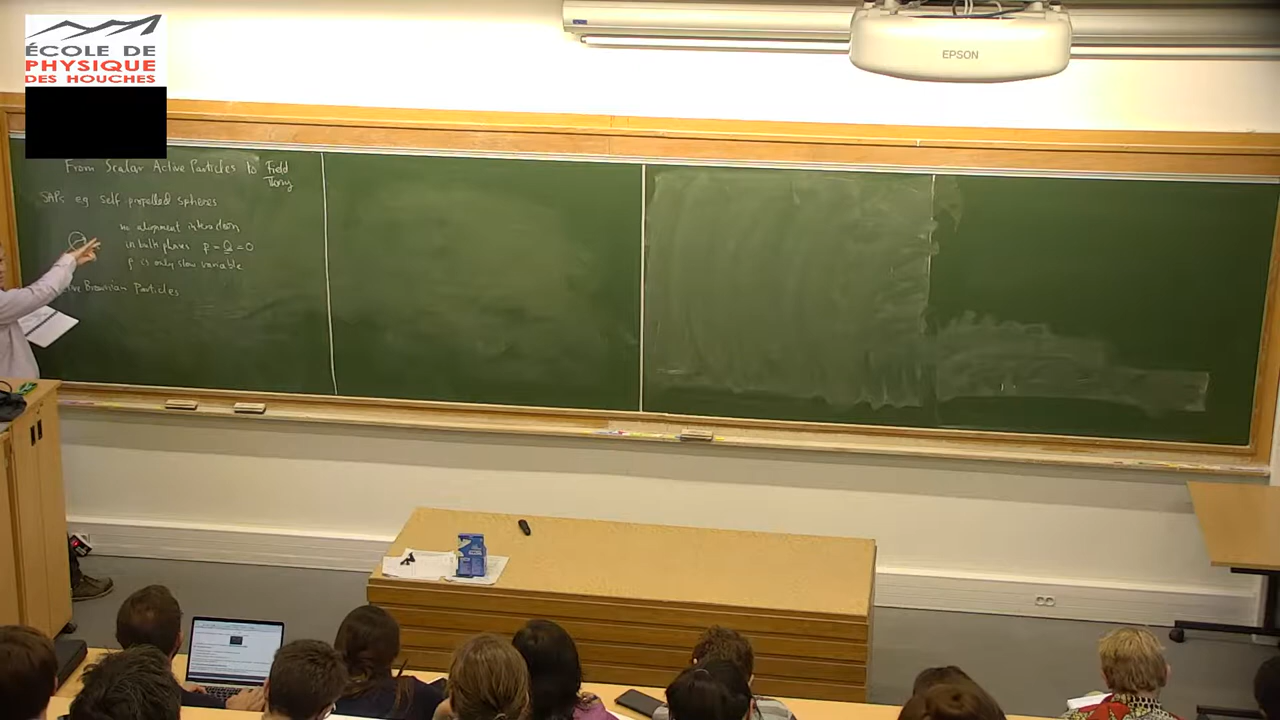 ÉCOLE DE
PHYSIQUE
DES HOUCHES
EPSON
From Scalar Active Particles to Field
Theory
SAPs eg self propelled spheres
no alignment interaction
in bulk phases p = Q = 0
ρ is only slow variable
Brownian Particles